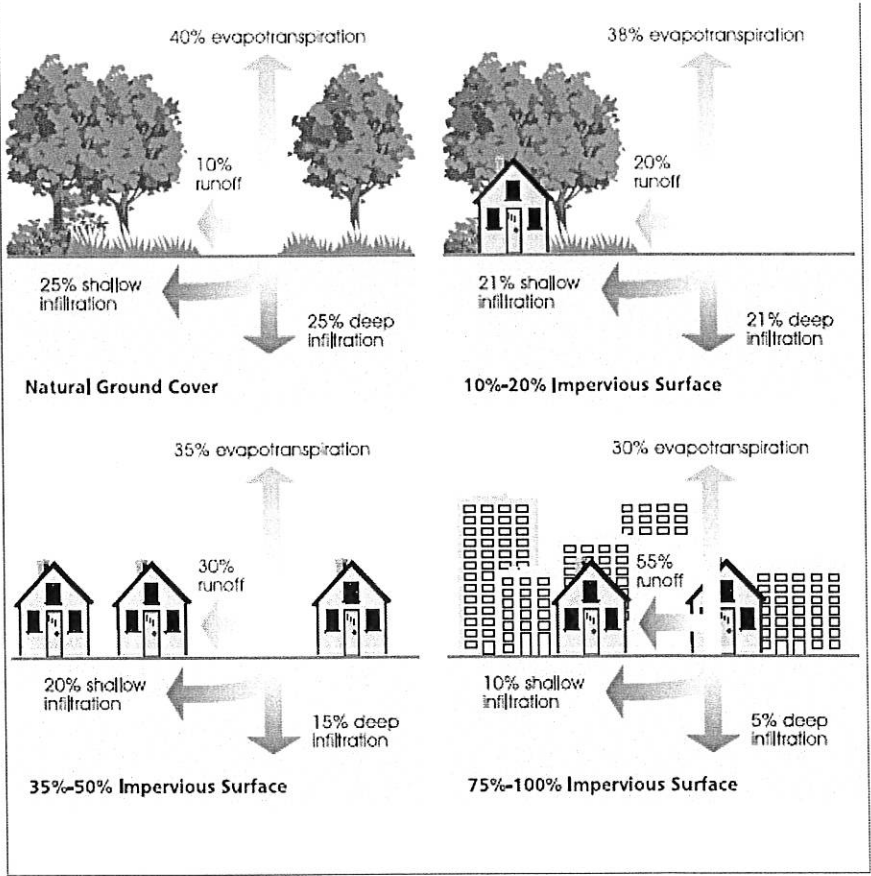 40% evapotranspiration
10%
runoff
25% shallow
infiltration
25% deep
infiltration
Natural Ground Cover
38% evapotranspiration
20%
runoff
21% shallow
infiltration
21% deep
infiltration
10%-20% Impervious Surface
35% evapotranspiration
30%
runoff
20% shallow
infiltration
15% deep
infiltration
35%-50% Impervious Surface
30% evapotranspiration
55%
runoff
10% shallow
infiltration
5% deep
infiltration
75%-100% Impervious Surface